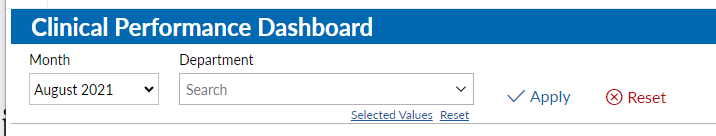 Clinical Performance Dashboard
Month Department
August 2021 Search Apply Reset
Selected Values Reset